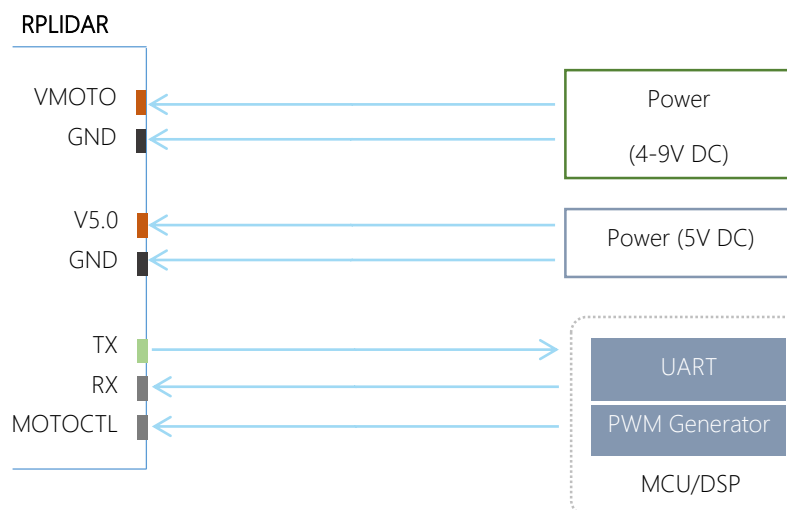 RPLIDAR
VMOTO
GND
Power
(4-9V DC)
V5.0
GND
Power (5V DC)
TX
RX
MOTOCTL
UART
PWM Generator
MCU/DSP